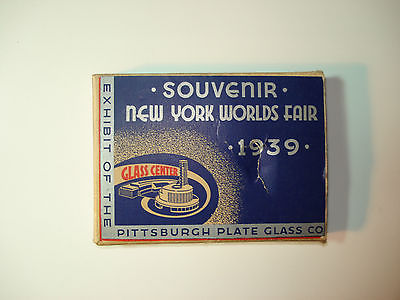 · SOUVENIR ·
NEW YORK WORLDS FAIR
· 1939 ·
GLASS CENTER
EXHIBIT OF THE
PITTSBURGH PLATE GLASS CO